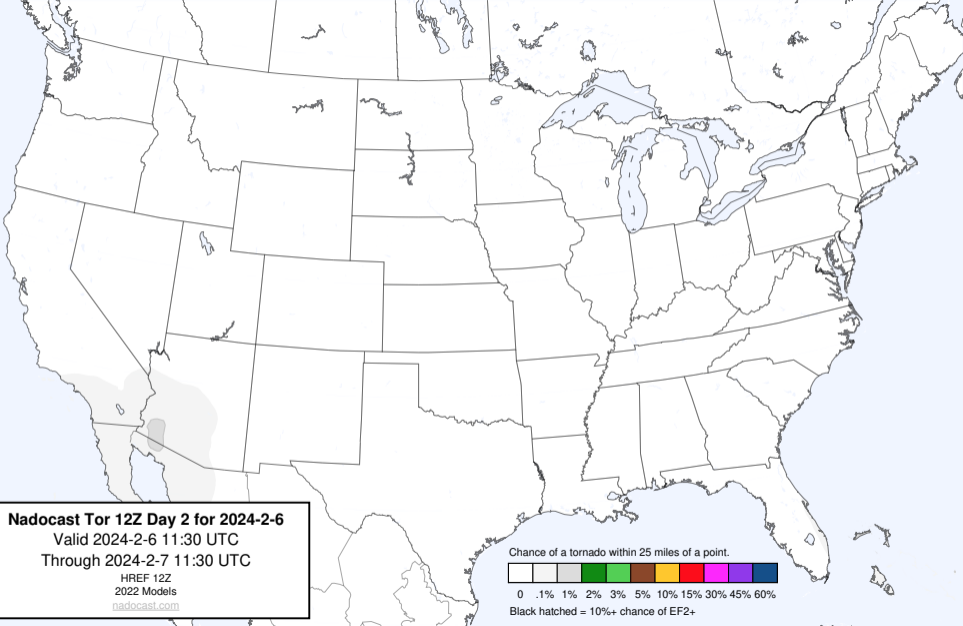 Nadocast Tor 12Z Day 2 for 2024-2-6
Valid 2024-2-6 11:30 UTC
Through 2024-2-7 11:30 UTC
HREF 12Z
2022 Models
nadocast.com
Chance of a tornado within 25 miles of a point.
0 .1% 1% 2% 3% 5% 10% 15% 30% 45% 60%
Black hatched = 10%+ chance of EF2+